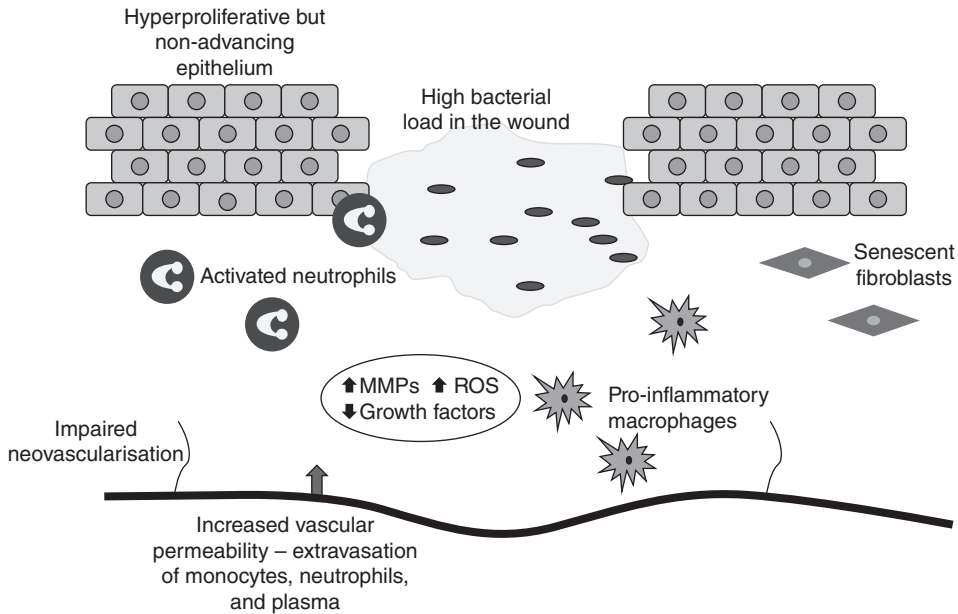 Hyperproliferative but
non-advancing
epithelium
High bacterial
load in the wound
Activated neutrophils
Senescent
fibroblasts
MMPs ROS
Growth factors
Pro-inflammatory
macrophages
Impaired
neovascularisation
Increased vascular
permeability – extravasation
of monocytes, neutrophils,
and plasma